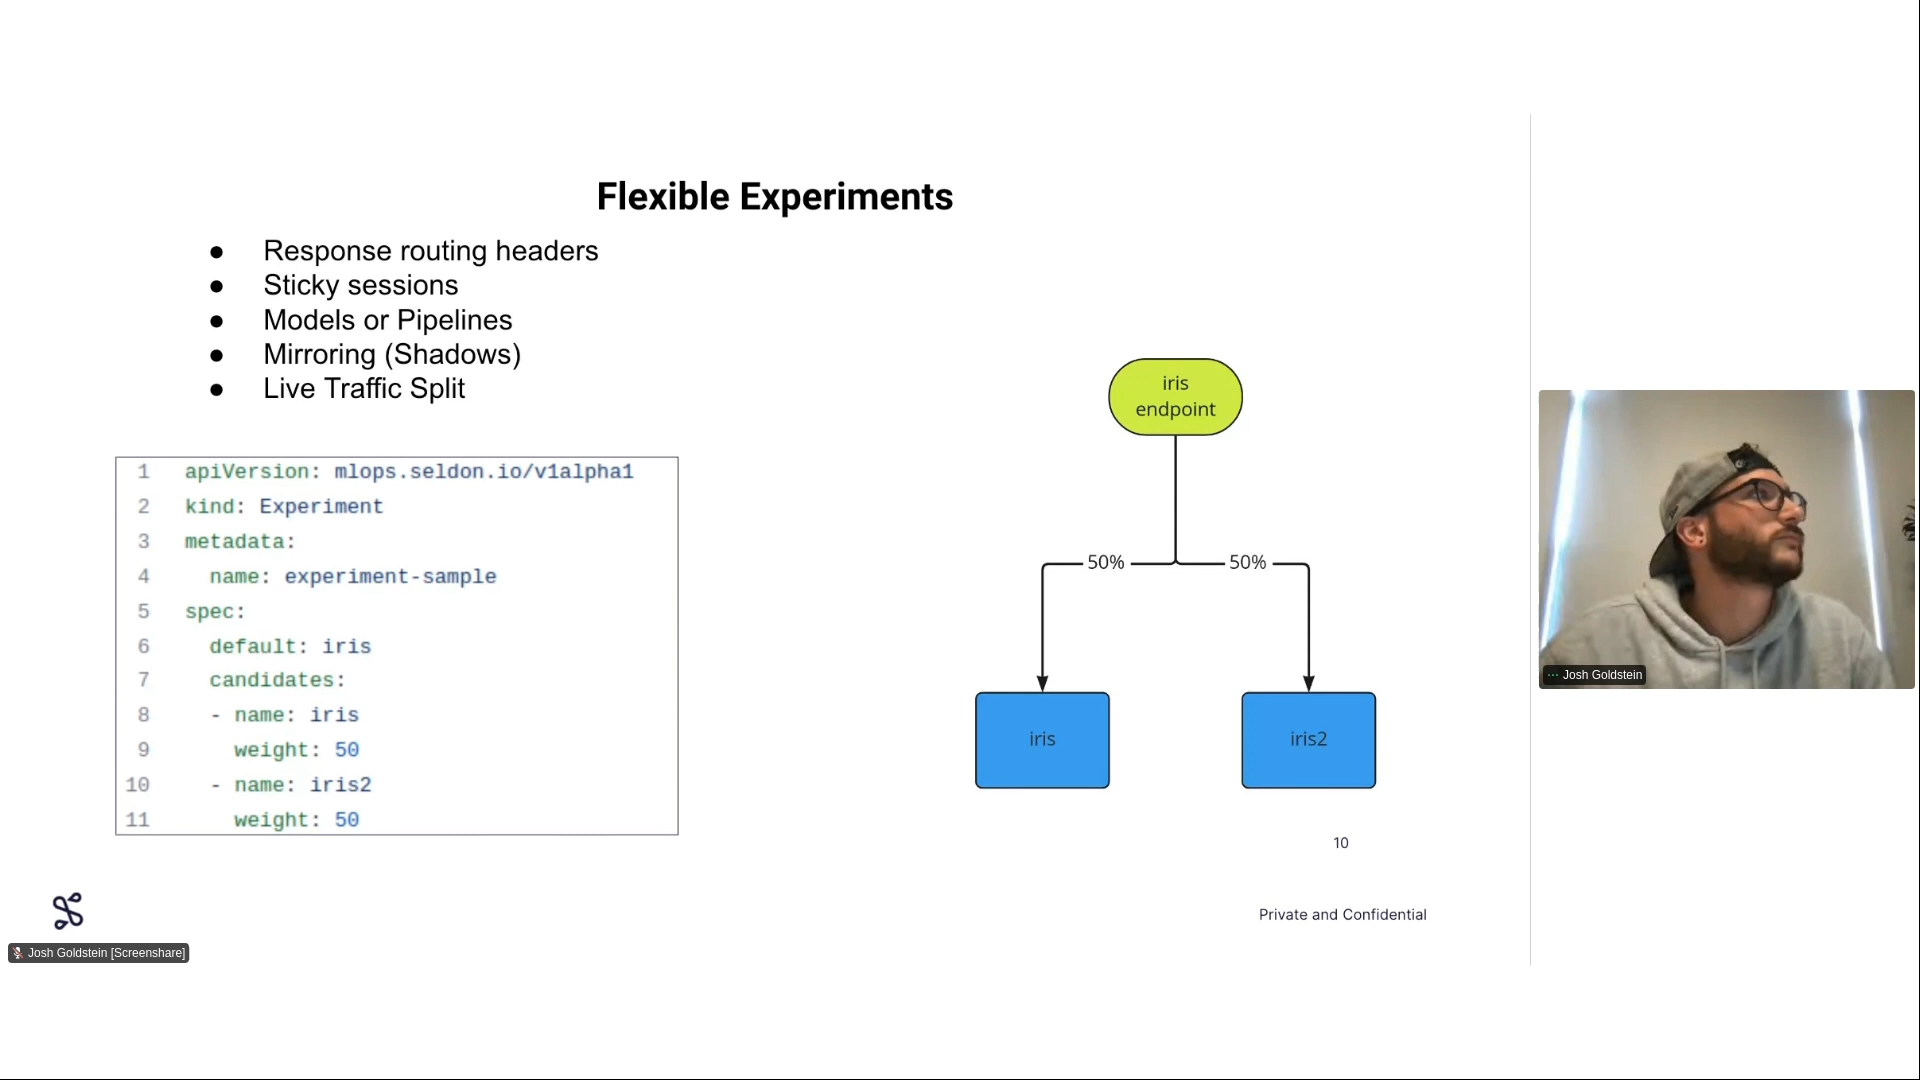 Flexible Experiments
● Response routing headers
● Sticky sessions
● Models or Pipelines
● Mirroring (Shadows)
● Live Traffic Split
1 apiVersion: mlops.seldon.io/v1alpha1
2 kind: Experiment
3 metadata:
4   name: experiment-sample
5 spec:
6   default: iris
7   candidates:
8   - name: iris
9     weight: 50
10   - name: iris2
11     weight: 50
iris
endpoint
50% 50%
iris iris2
10
Private and Confidential
Josh Goldstein [Screenshare]
Josh Goldstein